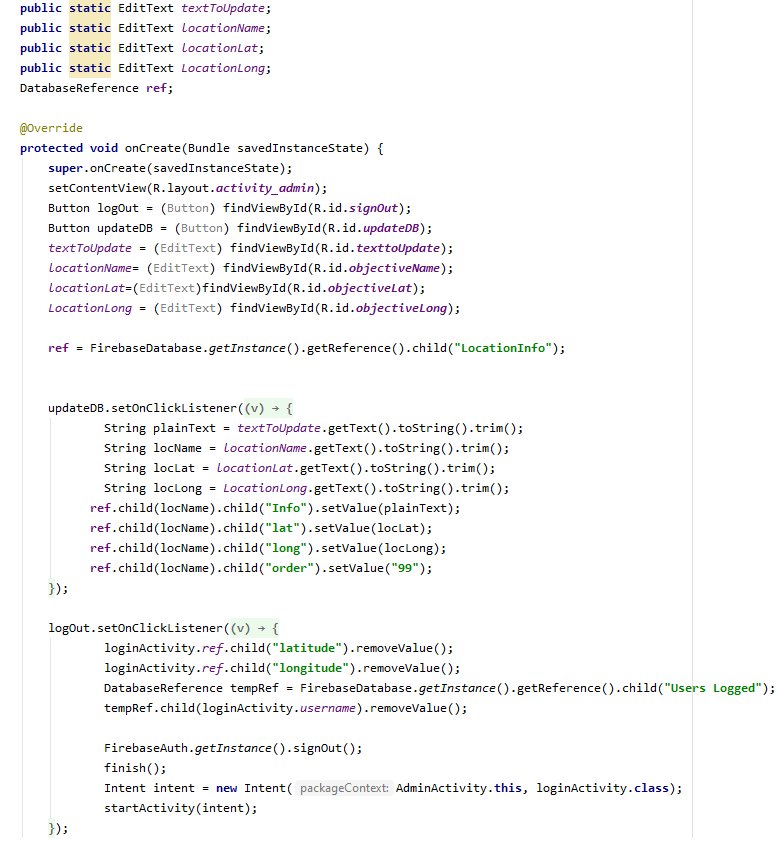 public static EditText textToUpdate;
public static EditText locationName;
public static EditText locationLat;
public static EditText LocationLong;
DatabaseReference ref;
@Override
protected void onCreate(Bundle savedInstanceState) {
super.onCreate(savedInstanceState);
setContentView(R.layout.activity_admin);
Button logOut = (Button) findViewById(R.id.signOut);
Button updateDB = (Button) findViewById(R.id.updateDB);
textToUpdate = (EditText) findViewById(R.id.texttoUpdate);
locationName= (EditText) findViewById(R.id.objectiveName);
locationLat=(EditText)findViewById(R.id.objectiveLat);
LocationLong = (EditText) findViewById(R.id.objectiveLong);
ref = FirebaseDatabase.getInstance().getReference().child("LocationInfo");
updateDB.setOnClickListener((v) → {
String plainText = textToUpdate.getText().toString().trim();
String locName = locationName.getText().toString().trim();
String locLat = locationLat.getText().toString().trim();
String locLong = LocationLong.getText().toString().trim();
ref.child(locName).child("Info").setValue(plainText);
ref.child(locName).child("lat").setValue(locLat);
ref.child(locName).child("long").setValue(locLong);
ref.child(locName).child("order").setValue("99");
});
logOut.setOnClickListener((v) → {
loginActivity.ref.child("latitude").removeValue();
loginActivity.ref.child("longitude").removeValue();
DatabaseReference tempRef = FirebaseDatabase.getInstance().getReference().child("Users Logged");
tempRef.child(loginActivity.username).removeValue();
FirebaseAuth.getInstance().signOut();
finish();
Intent intent = new Intent( packageContext: AdminActivity.this, loginActivity.class);
startActivity(intent);
});